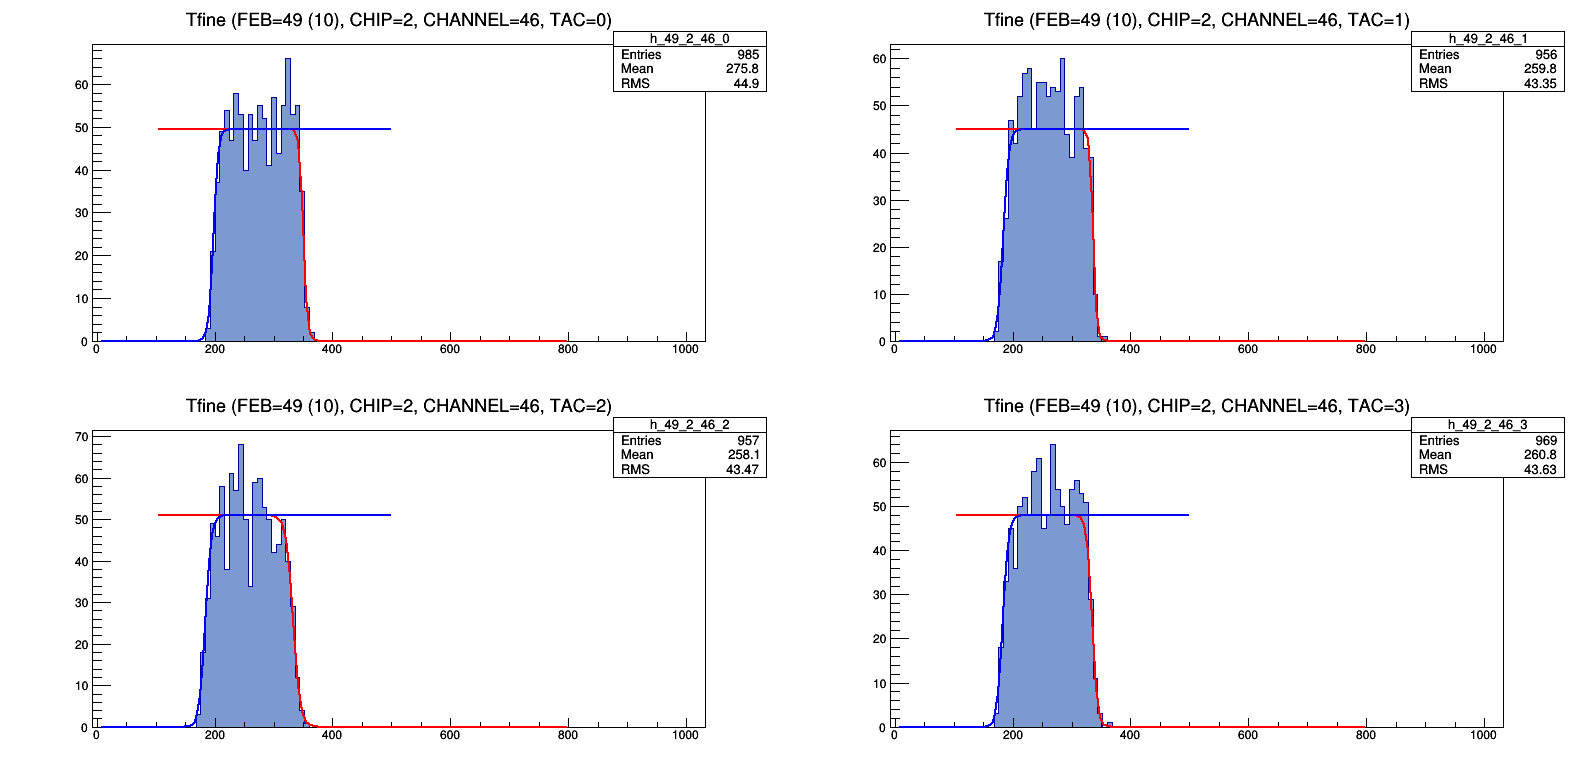 Tfine (FEB=49 (10), CHIP=2, CHANNEL=46, TAC=0)
h_49_2_46_0
Entries 985
Mean 275.8
RMS 44.9
60
50
40
30
20
10
0
0 200 400 600 800 1000
Tfine (FEB=49 (10), CHIP=2, CHANNEL=46, TAC=1)
h_49_2_46_1
Entries 956
Mean 259.8
RMS 43.35
60
50
40
30
20
10
0
0 200 400 600 800 1000
Tfine (FEB=49 (10), CHIP=2, CHANNEL=46, TAC=2)
h_49_2_46_2
Entries 957
Mean 258.1
RMS 43.47
70
60
50
40
30
20
10
0
0 200 400 600 800 1000
Tfine (FEB=49 (10), CHIP=2, CHANNEL=46, TAC=3)
h_49_2_46_3
Entries 969
Mean 260.8
RMS 43.63
60
50
40
30
20
10
0
0 200 400 600 800 1000